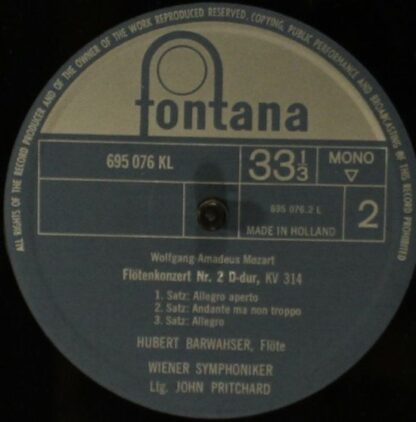 ALL RIGHTS OF THE RECORD PRODUCER AND OF THE OWNER OF THE WORK REPRODUCED RESERVED. COPYING, PUBLIC PERFORMANCE AND BROADCASTING OF THIS RECORD PROHIBITED
fontana
695 076 KL
33 1/3
MONO
▽
695 076.2 L
MADE IN HOLLAND
2
Wolfgang Amadeus Mozart
Flötenkonzert Nr. 2 D-dur, KV 314
1. Satz: Allegro aperto
2. Satz: Andante ma non troppo
3. Satz: Allegro
HUBERT BARWAHSER, Flöte
WIENER SYMPHONIKER
Ltg. JOHN PRITCHARD